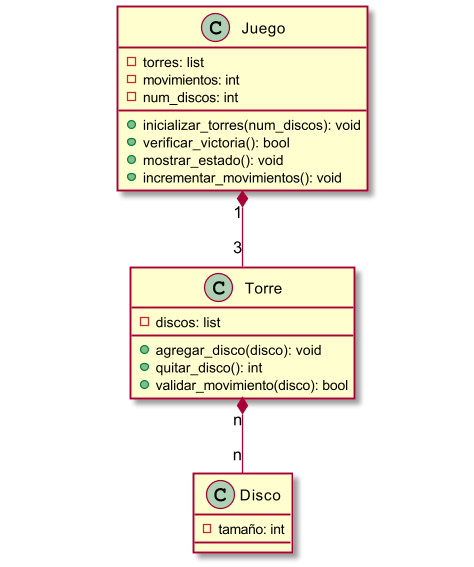 C Juego
torres: list
movimientos: int
num_discos: int
inicializar_torres(num_discos): void
verificar_victoria(): bool
mostrar_estado(): void
incrementar_movimientos(): void
1
3
C Torre
discos: list
agregar_disco(disco): void
quitar_disco(): int
validar_movimiento(disco): bool
n
n
C Disco
tamaño: int